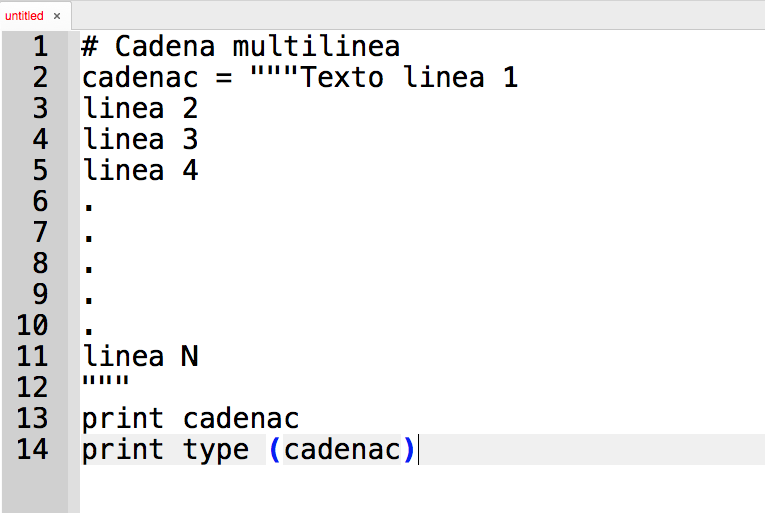 untitled ×
1 # Cadena multilinea
2 cadenac = """Texto linea 1
3 linea 2
4 linea 3
5 linea 4
6 .
7 .
8 .
9 .
10 .
11 linea N
12 """
13 print cadenac
14 print type (cadenac)